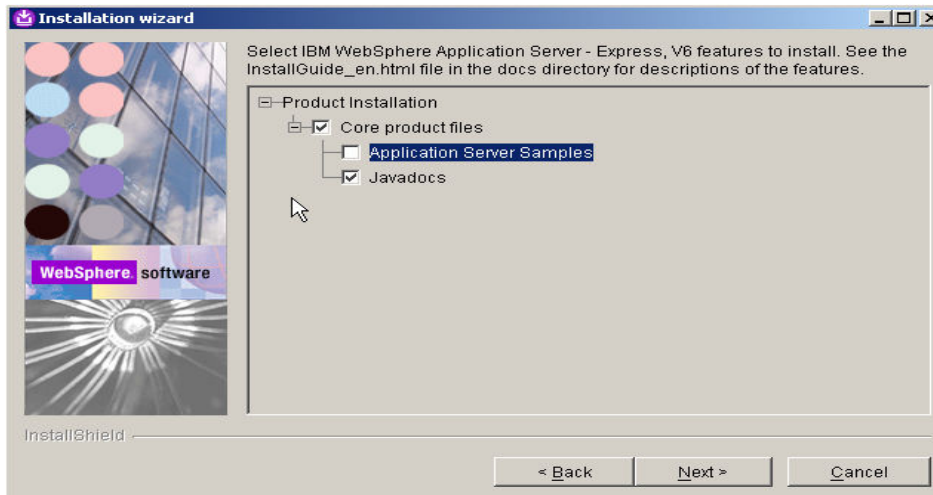 Installation wizard
Select IBM WebSphere Application Server - Express, V6 features to install. See the
InstallGuide_en.html file in the docs directory for descriptions of the features.
Product Installation
Core product files
Application Server Samples
Javadocs
WebSphere. software
InstallShield
< Back
Next >
Cancel